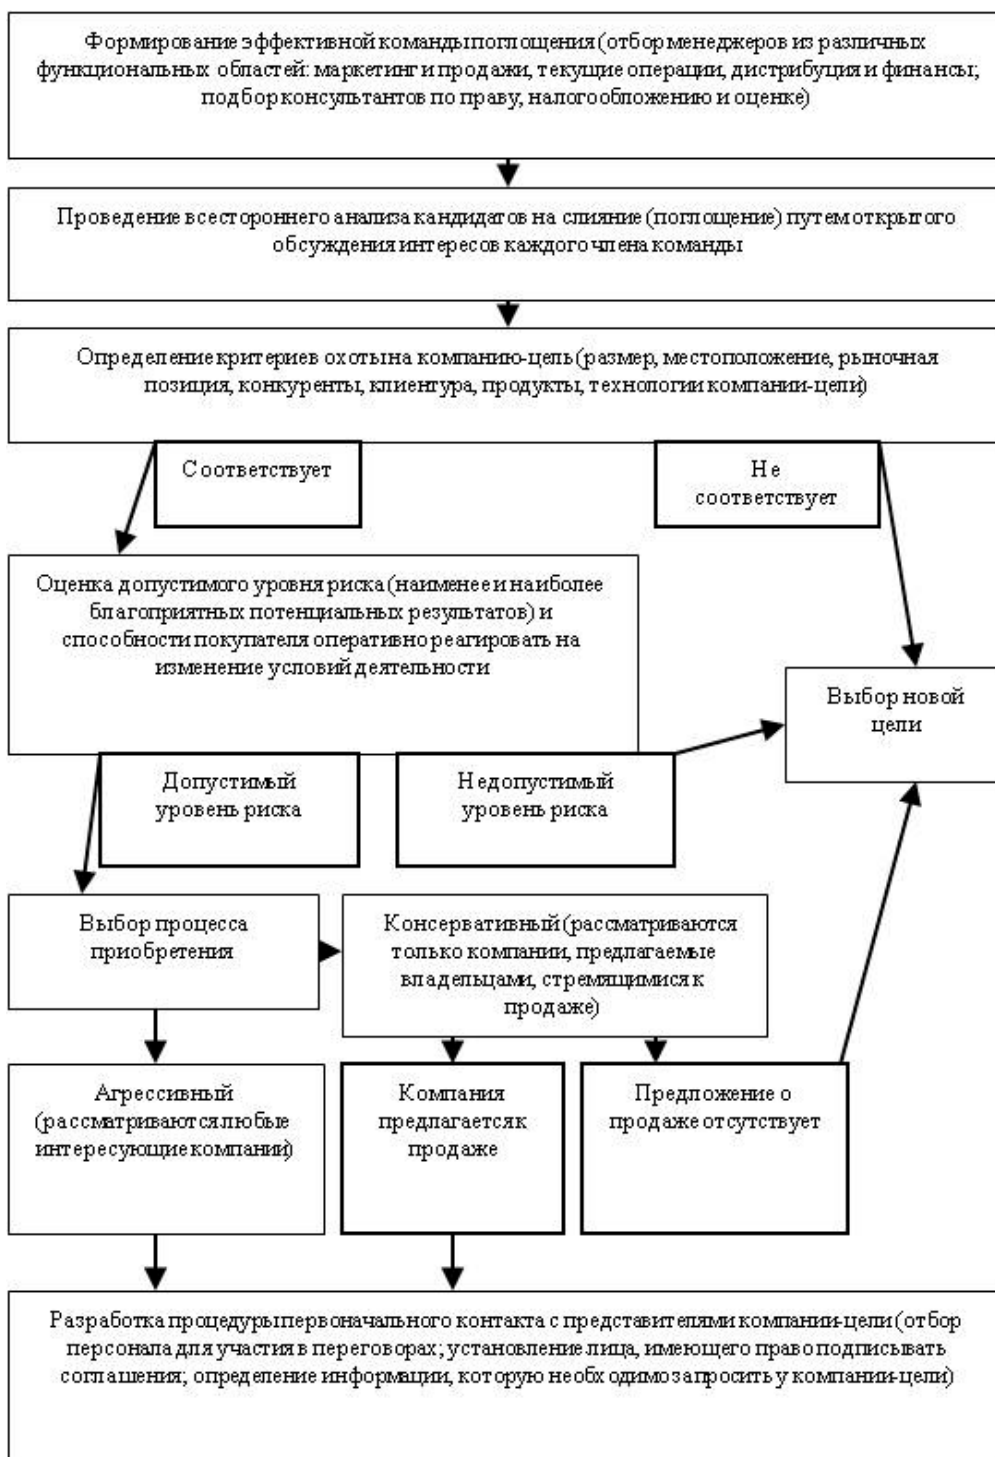 Формирование эффективной команды поглощения (отбор менеджеров из различных
функциональных областей: маркетинг и продажи, текущие операции, дистрибуция и финансы;
подбор консультантов по праву, налогообложению и оценке)
Проведение всестороннего анализа кандидатов на слияние (поглощение) путем открытого
обсуждения интересов каждого члена команды
Определение критериев охоты на компанию-цель (размер, местоположение, рыночная
позиция, конкуренты, клиентура, продукты, технологии компании-цели)
Соответствует
Не
соответствует
Оценка допустимого уровня риска (наименее и наиболее
благоприятных потенциальных результатов) и
способности покупателя оперативно реагировать на
изменение условий деятельности
Выбор новой
цели
Допустимый
уровень риска
Недопустимый
уровень риска
Выбор процесса
приобретения
Консервативный (рассматриваются
только компании, предлагаемые
владельцами, стремящимися к
продаже)
Агрессивный
(рассматриваются любые
интересующие компании)
Компания
предлагается к
продаже
Предложение о
продаже отсутствует
Разработка процедуры первоначального контакта с представителями компании-цели (отбор
персонала для участия в переговорах; установление лица, имеющего право подписывать
соглашения; определение информации, которую необходимо запросить у компании-цели)